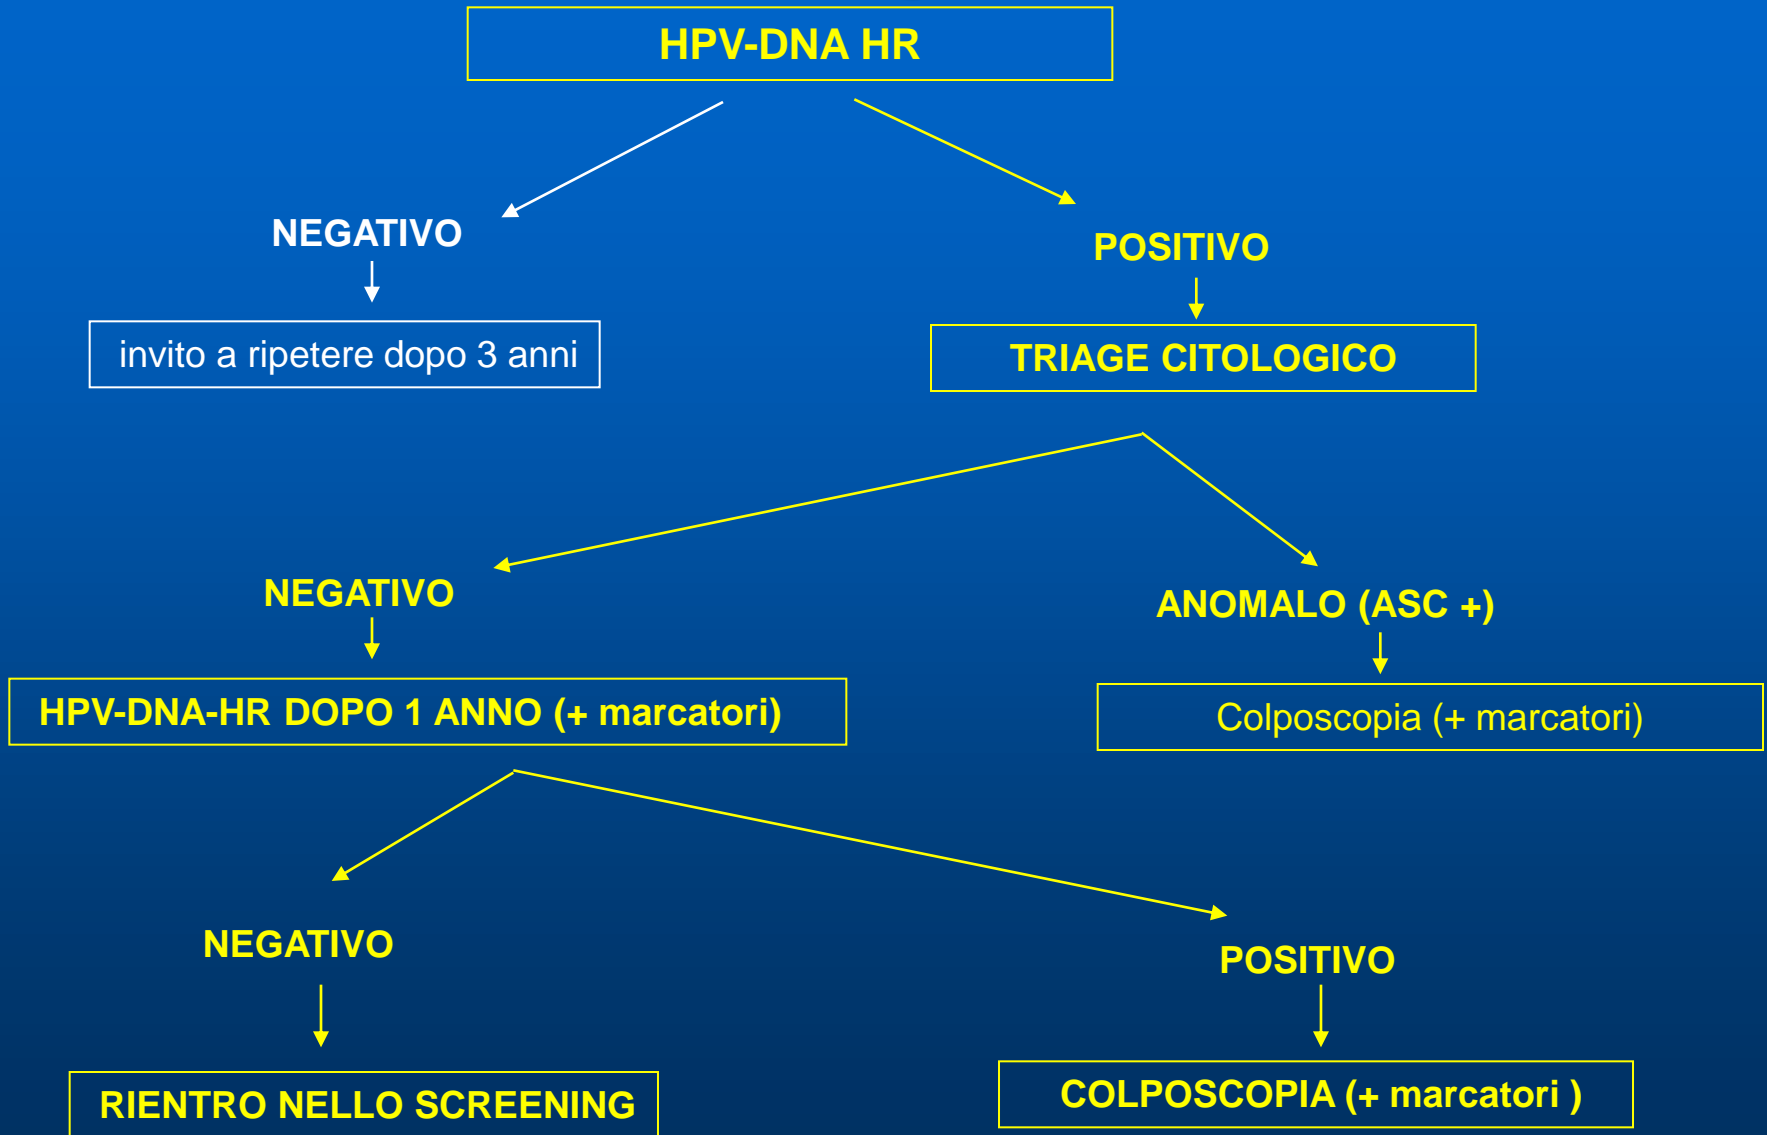 HPV-DNA HR
NEGATIVO
POSITIVO
invito a ripetere dopo 3 anni
TRIAGE CITOLOGICO
NEGATIVO
ANOMALO (ASC +)
HPV-DNA-HR DOPO 1 ANNO (+ marcatori)
Colposcopia (+ marcatori)
NEGATIVO
POSITIVO
RIENTRO NELLO SCREENING
COLPOSCOPIA (+ marcatori )